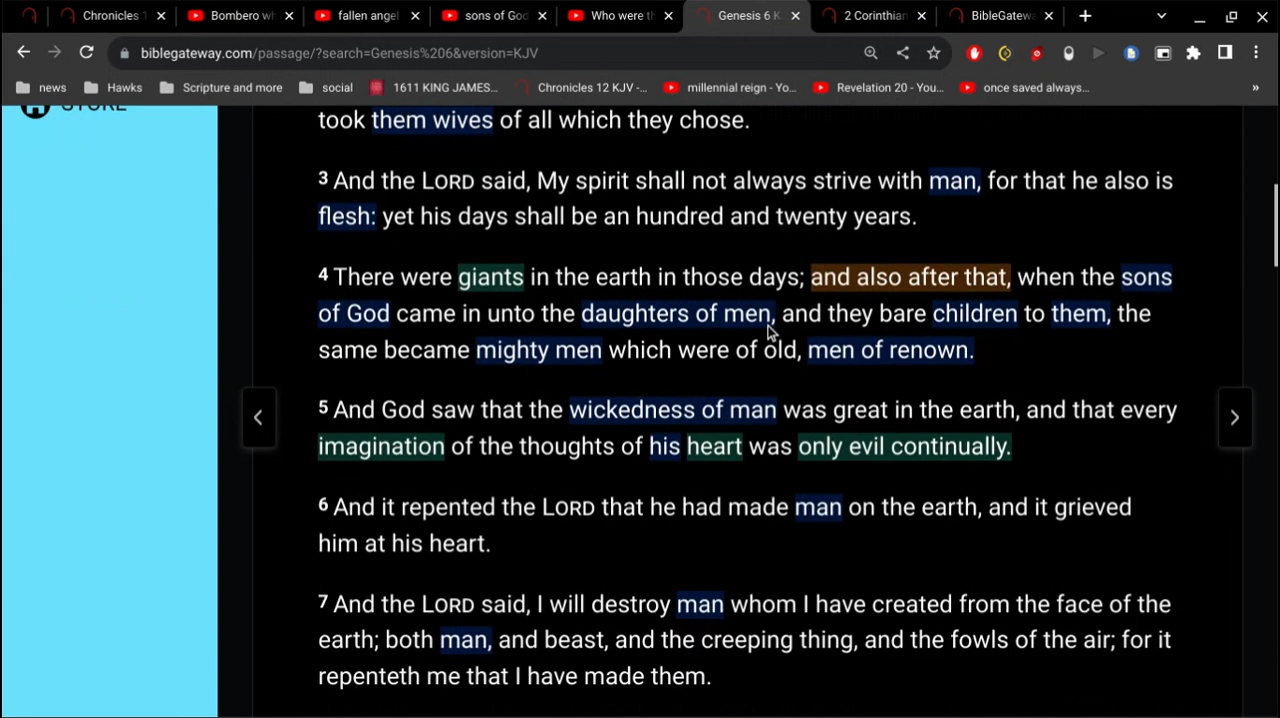 Chronicles 1
Bombero wh
fallen angel
sons of God
Who were th
Genesis 6 K
2 Corinthian
BibleGatewa
biblegateway.com/passage/?search=Genesis%206&version=KJV
news
Hawks
Scripture and more
social
1611 KING JAMES...
Chronicles 12 KJV -...
millennial reign - Yo...
Revelation 20 - You...
once saved always...
»
STORE
took them wives of all which they chose.
3 And the LORD said, My spirit shall not always strive with man, for that he also is
flesh: yet his days shall be an hundred and twenty years.
4 There were giants in the earth in those days; and also after that, when the sons
of God came in unto the daughters of men, and they bare children to them, the
same became mighty men which were of old, men of renown.
5 And God saw that the wickedness of man was great in the earth, and that every
imagination of the thoughts of his heart was only evil continually.
6 And it repented the LORD that he had made man on the earth, and it grieved
him at his heart.
7 And the LORD said, I will destroy man whom I have created from the face of the
earth; both man, and beast, and the creeping thing, and the fowls of the air; for it
repenteth me that I have made them.